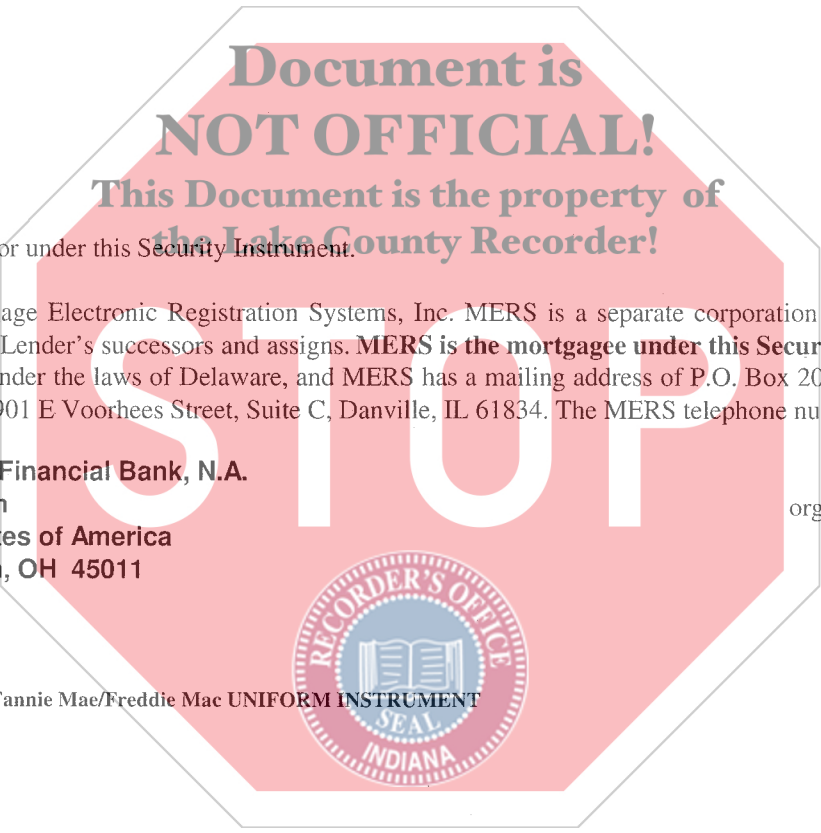 Document is
NOT OFFICIAL!
This Document is the property of
the Lake County Recorder!
or under this Security Instrument.
age Electronic Registration Systems, Inc. MERS is a separate corporation
Lender's successors and assigns. MERS is the mortgagee under this Secur
nder the laws of Delaware, and MERS has a mailing address of P.O. Box 20
901 E Voorhees Street, Suite C, Danville, IL 61834. The MERS telephone nu
STOP
Financial Bank, N.A.
n
org
tes of America
, OH 45011
RECORDER'S OFFICE
Fannie Mae/Freddie Mac UNIFORM INSTRUMENT
SEAL
INDIANA